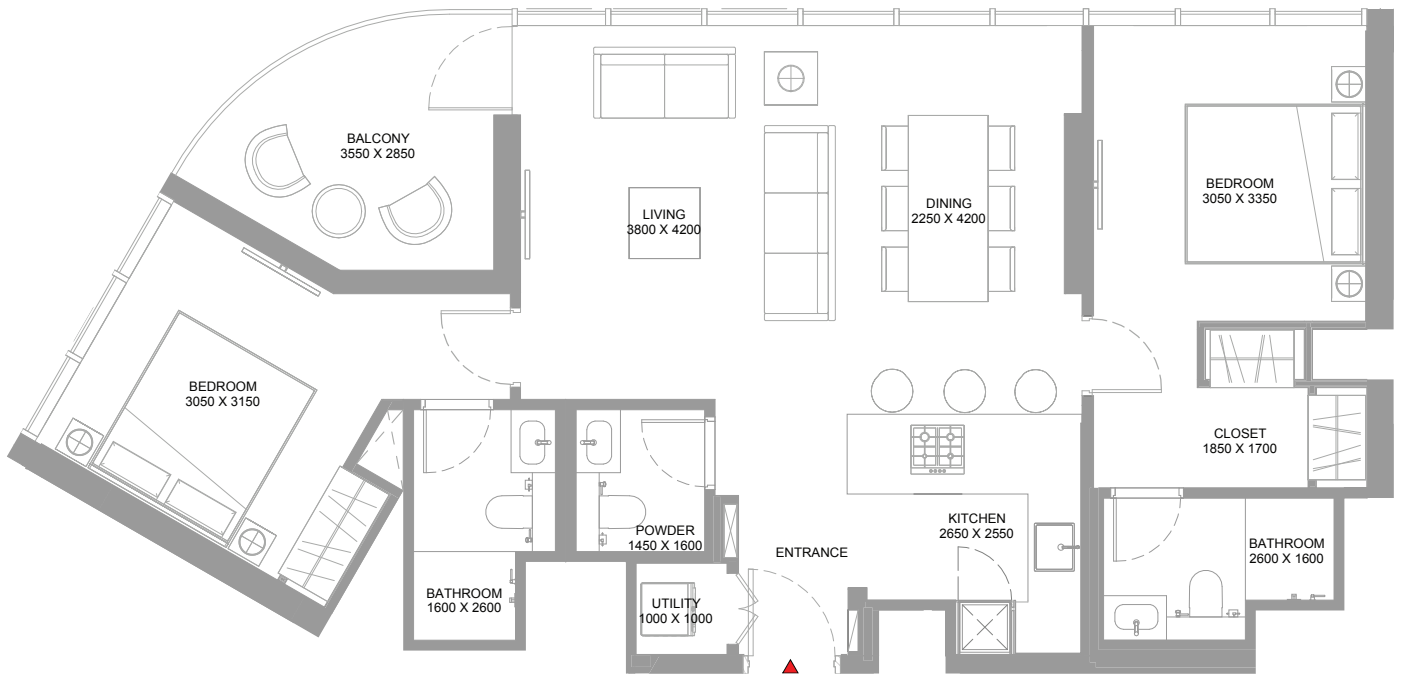 BALCONY
3550 X 2850
LIVING
3800 X 4200
DINING
2250 X 4200
BEDROOM
3050 X 3350
BEDROOM
3050 X 3150
CLOSET
1850 X 1700
KITCHEN
2650 X 2550
POWDER
1450 X 1600
ENTRANCE
BATHROOM
2600 X 1600
BATHROOM
1600 X 2600
UTILITY
1000 X 1000